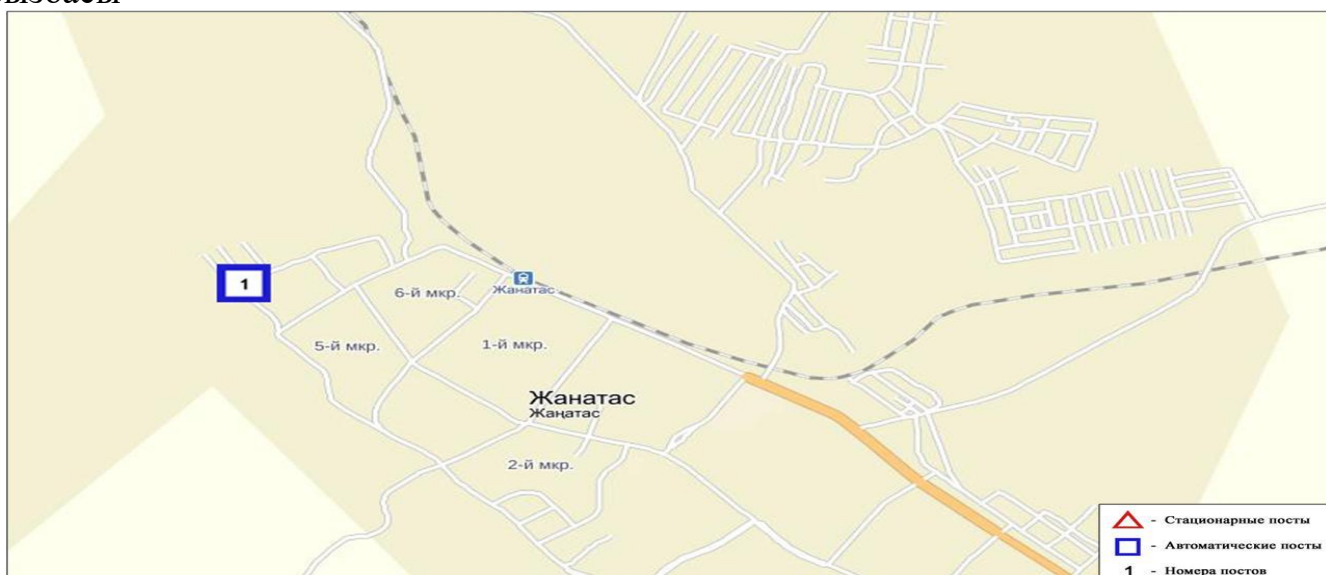 1
6-й мкр.
Жанатас
5-й мкр.
1-й мкр.
Жанатас
Жаңатас
2-й мкр.
- Стационарные посты
- Автоматические посты
1 - Номера постов